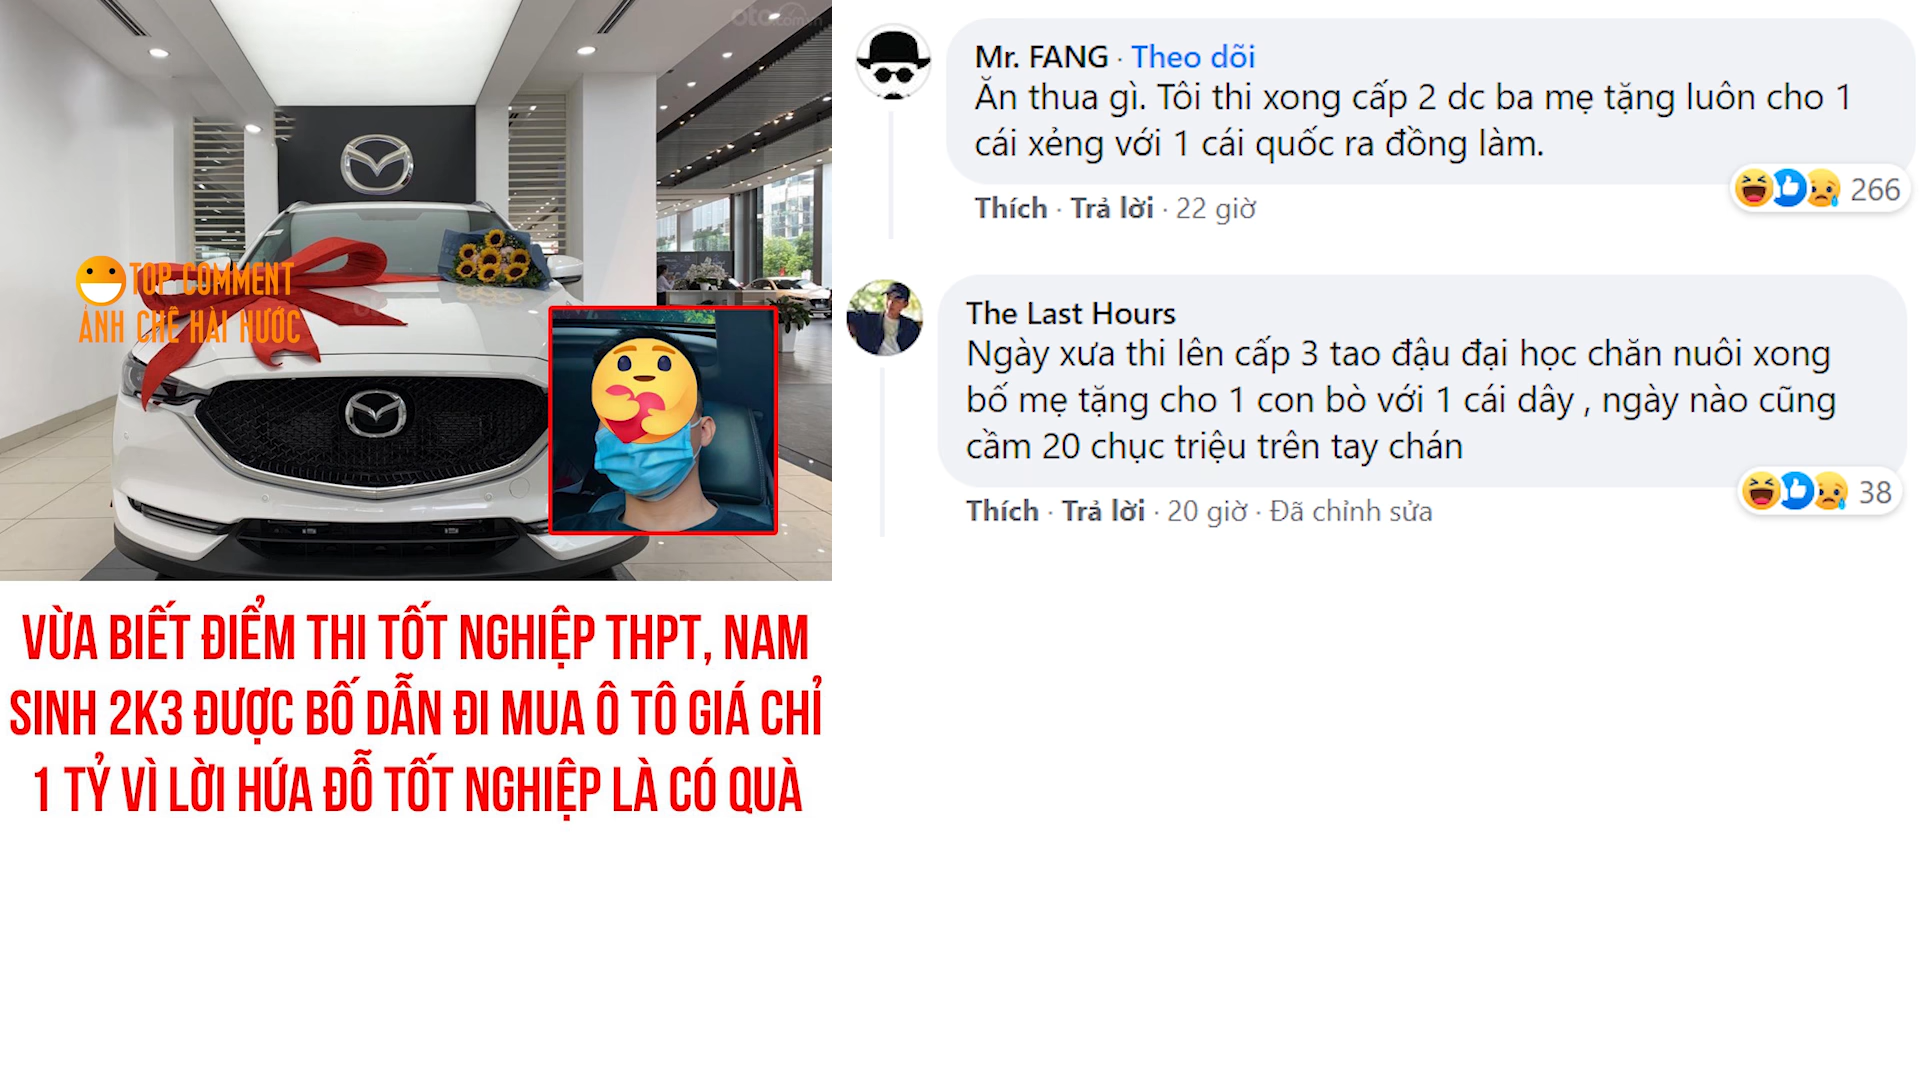 oto.com.vn
TOP COMMENT
ẢNH CHẾ HÀI HƯỚC
VỪA BIẾT ĐIỂM THI TỐT NGHIỆP THPT, NAM
SINH 2K3 ĐƯỢC BỐ DẪN ĐI MUA Ô TÔ GIÁ CHỈ
1 TỶ VÌ LỜI HỨA ĐỖ TỐT NGHIỆP LÀ CÓ QUÀ
Mr. FANG · Theo dõi
Ăn thua gì. Tôi thi xong cấp 2 dc ba mẹ tặng luôn cho 1
cái xẻng với 1 cái quốc ra đồng làm.
266
Thích · Trả lời · 22 giờ
The Last Hours
Ngày xưa thi lên cấp 3 tao đậu đại học chăn nuôi xong
bố mẹ tặng cho 1 con bò với 1 cái dây , ngày nào cũng
cầm 20 chục triệu trên tay chán
38
Thích · Trả lời · 20 giờ · Đã chỉnh sửa